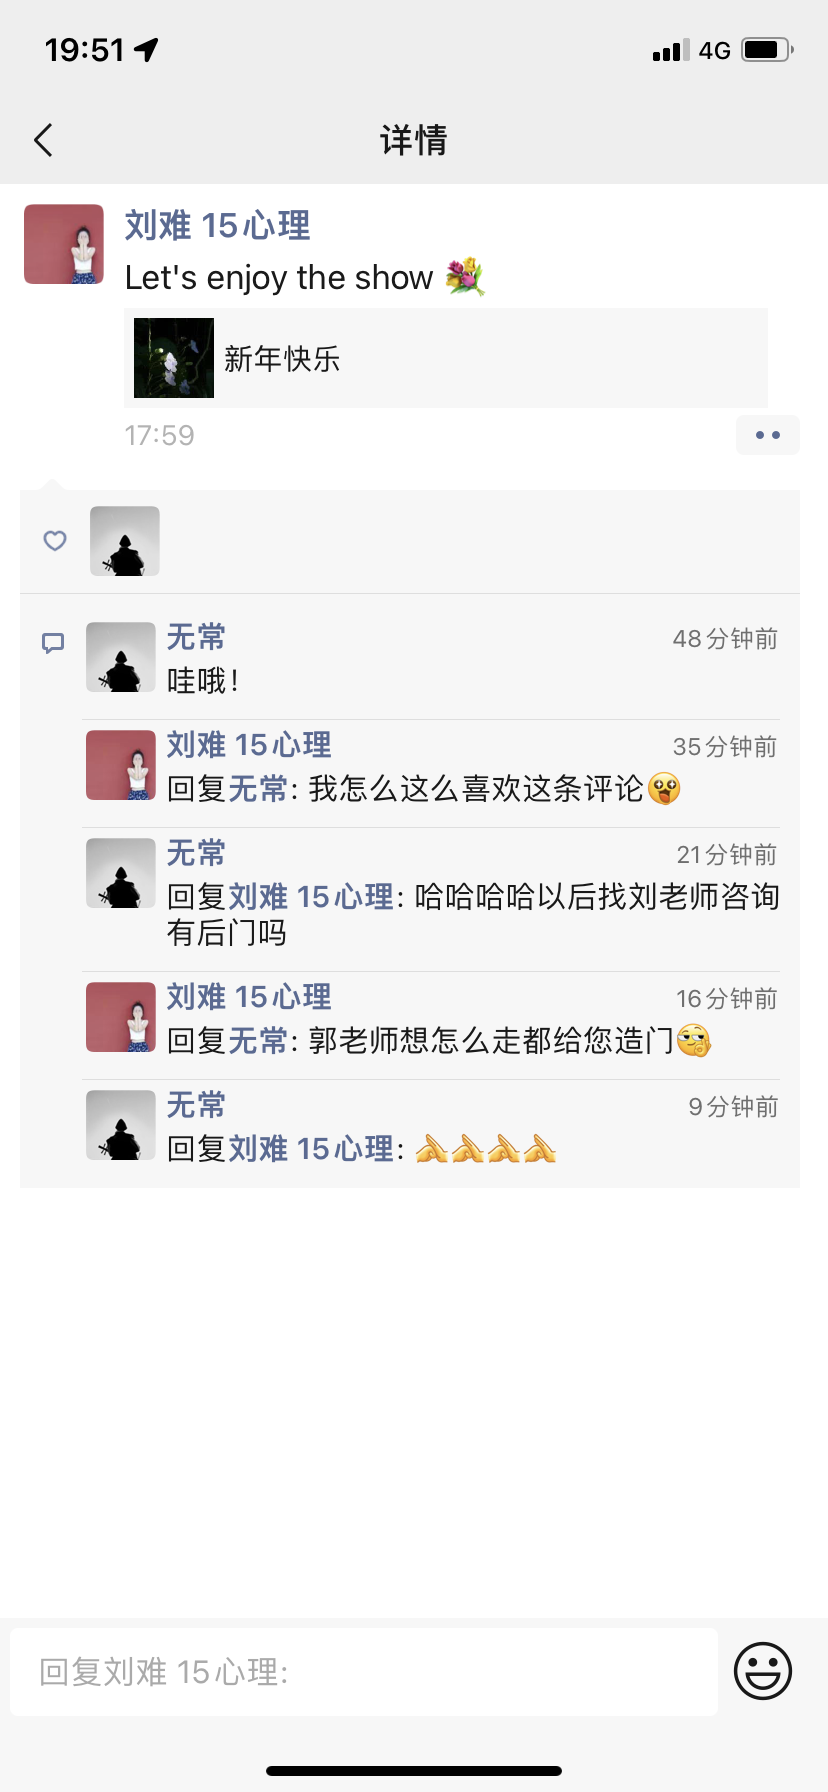 19:51
4G
详情
刘难 15心理
Let's enjoy the show 💐
新年快乐
17:59
无常
48分钟前
哇哦！
刘难 15心理
35分钟前
回复无常: 我怎么这么喜欢这条评论
无常
21分钟前
回复刘难 15心理: 哈哈哈哈以后找刘老师咨询
有后门吗
刘难 15心理
16分钟前
回复无常: 郭老师想怎么走都给您造门
无常
9分钟前
回复刘难 15心理:
回复刘难 15心理: